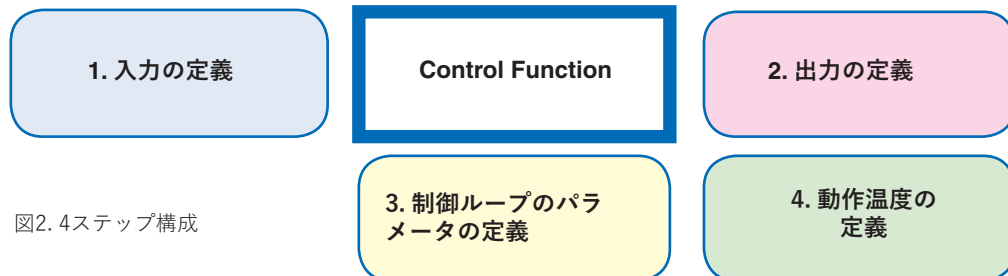 1. 入力の定義
Control Function
2. 出力の定義
図2. 4ステップ構成
3. 制御ループのパラ
メータの定義
4. 動作温度の
定義